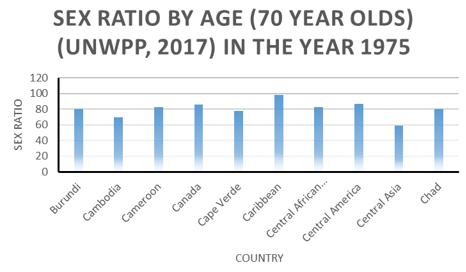 SEX RATIO BY AGE (70 YEAR OLDS)
(UNWPP, 2017) IN THE YEAR 1975
120
100
80
60
40
20
0
SEX RATIO
Burundi
Cambodia
Cameroon
Canada
Cape Verde
Caribbean
Central African...
Central America
Central Asia
Chad
COUNTRY